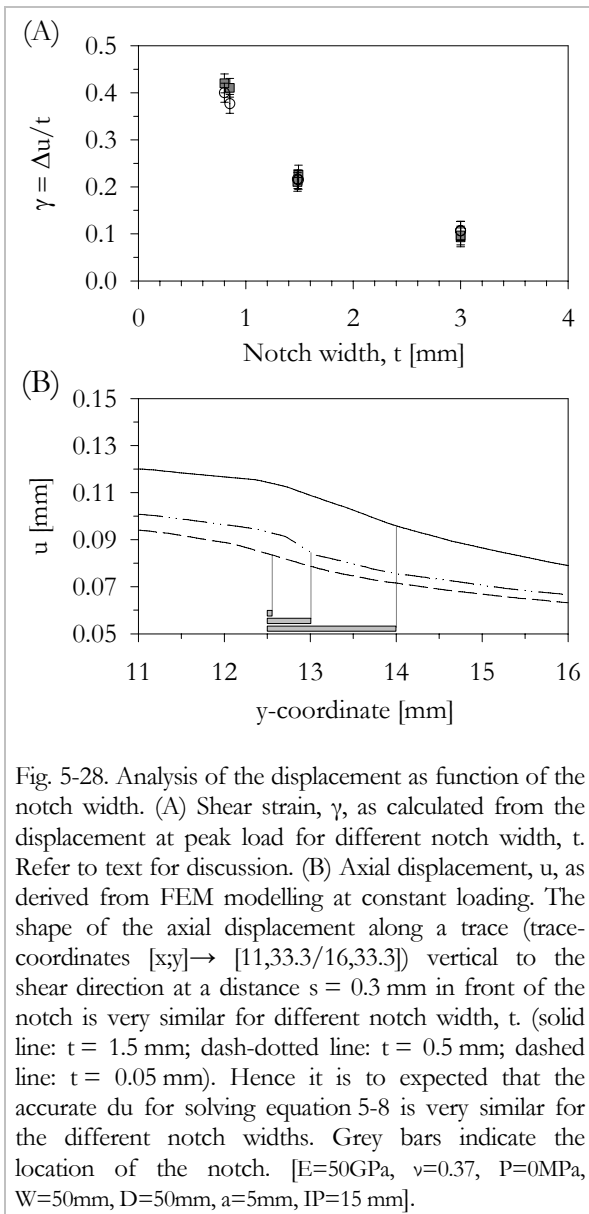 (A)
0.5
0.4
0.3
0.2
0.1
0.0
γ = Δu/t
0 1 2 3 4
Notch width, t [mm]
(B)
0.15
0.13
0.11
0.09
0.07
0.05
u [mm]
11 12 13 14 15 16
y-coordinate [mm]
Fig. 5-28. Analysis of the displacement as function of the
notch width. (A) Shear strain, γ, as calculated from the
displacement at peak load for different notch width, t.
Refer to text for discussion. (B) Axial displacement, u, as
derived from FEM modelling at constant loading. The
shape of the axial displacement along a trace (trace-
coordinates [x;y]→ [11,33.3/16,33.3]) vertical to the
shear direction at a distance s = 0.3 mm in front of the
notch is very similar for different notch width, t. (solid
line: t = 1.5 mm; dash-dotted line: t = 0.5 mm; dashed
line: t = 0.05 mm). Hence it is to expected that the
accurate du for solving equation 5-8 is very similar for
the different notch widths. Grey bars indicate the
location of the notch. [E=50GPa, ν=0.37, P=0MPa,
W=50mm, D=50mm, a=5mm, IP=15 mm].